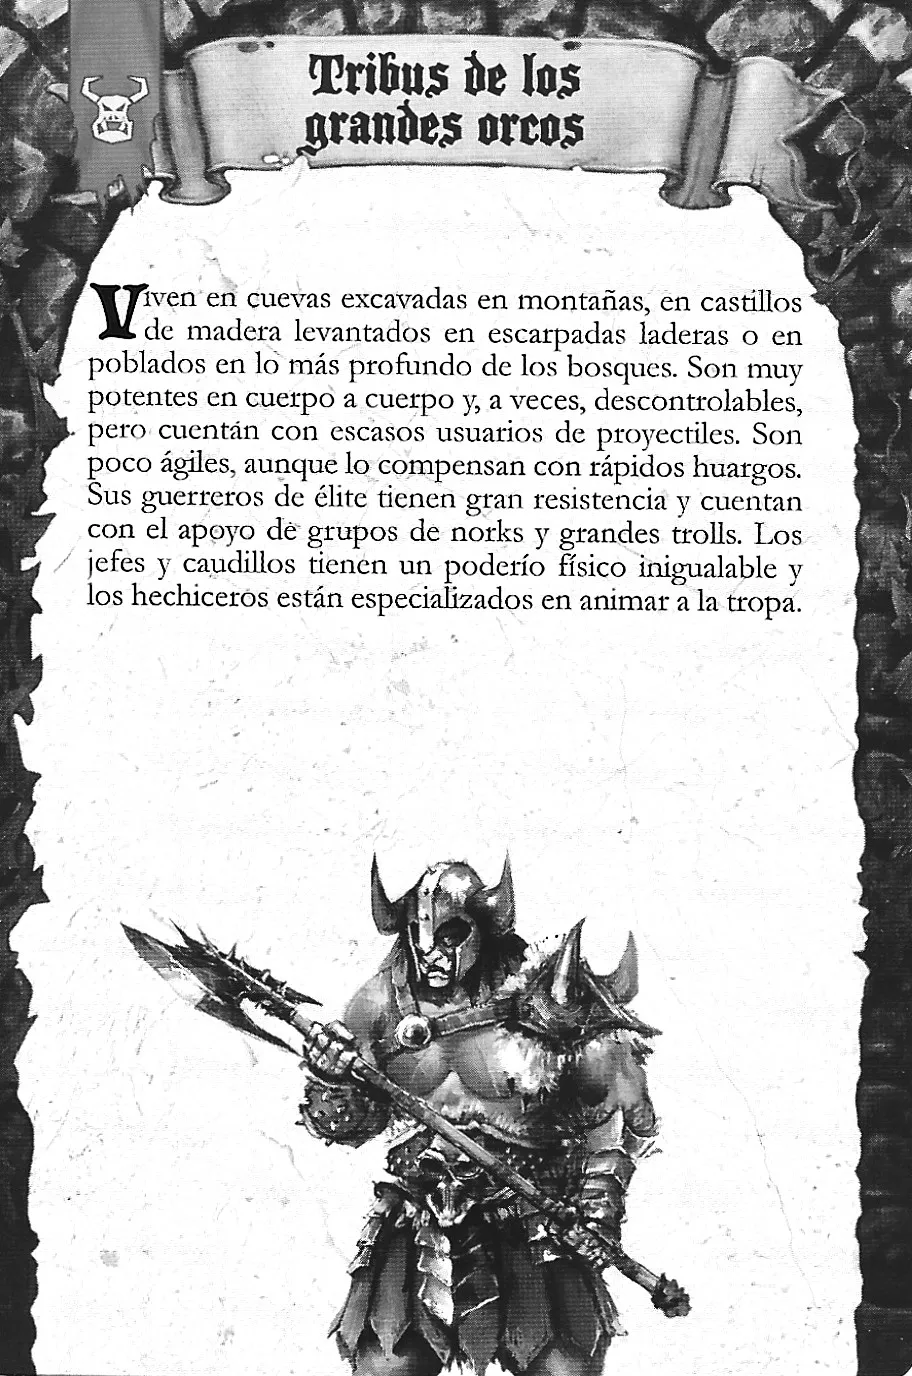 Tribus de los
grandes orcos
Viven en cuevas excavadas en montañas, en castillos
de madera levantados en escarpadas laderas o en
poblados en lo más profundo de los bosques. Son muy
potentes en cuerpo a cuerpo y, a veces, descontrolables,
pero cuentan con escasos usuarios de proyectiles. Son
poco ágiles, aunque lo compensan con rápidos huargos.
Sus guerreros de élite tienen gran resistencia y cuentan
con el apoyo de grupos de norks y grandes trolls. Los
jefes y caudillos tienen un poderío físico inigualable y
los hechiceros están especializados en animar a la tropa.